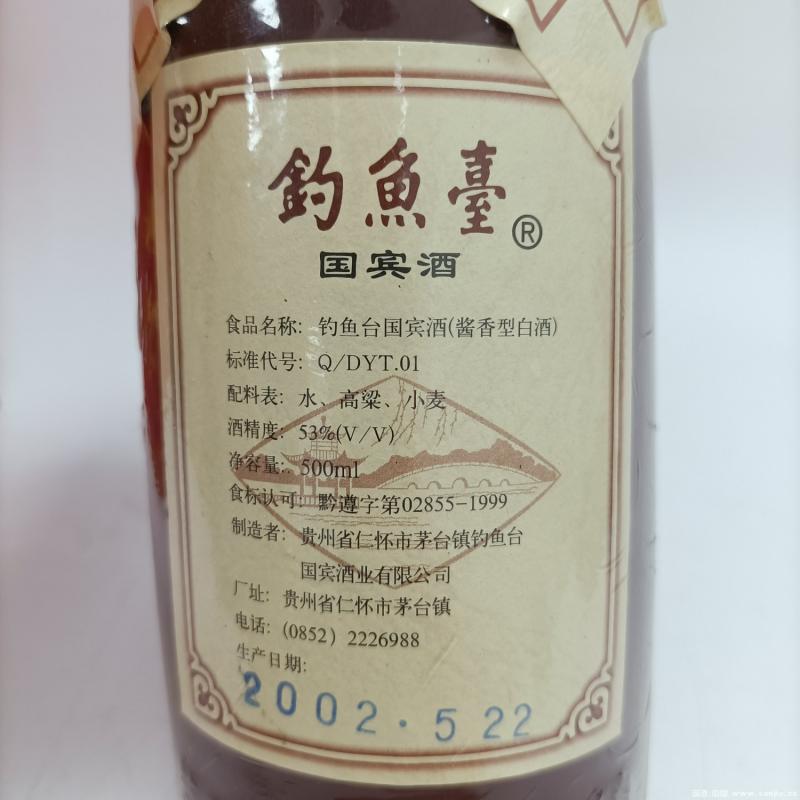 釣魚臺®
国宾酒
食品名称: 钓鱼台国宾酒(酱香型白酒)
标准代号: Q/DYT.01
配料表: 水、高粱、小麦
酒精度: 53%(V/V)
净容量: 500ml
食标认可: 黔遵字第02855-1999
制造者: 贵州省仁怀市茅台镇钓鱼台
国宾酒业有限公司
厂址: 贵州省仁怀市茅台镇
电话: (0852) 2226988
生产日期:
2002.5 22